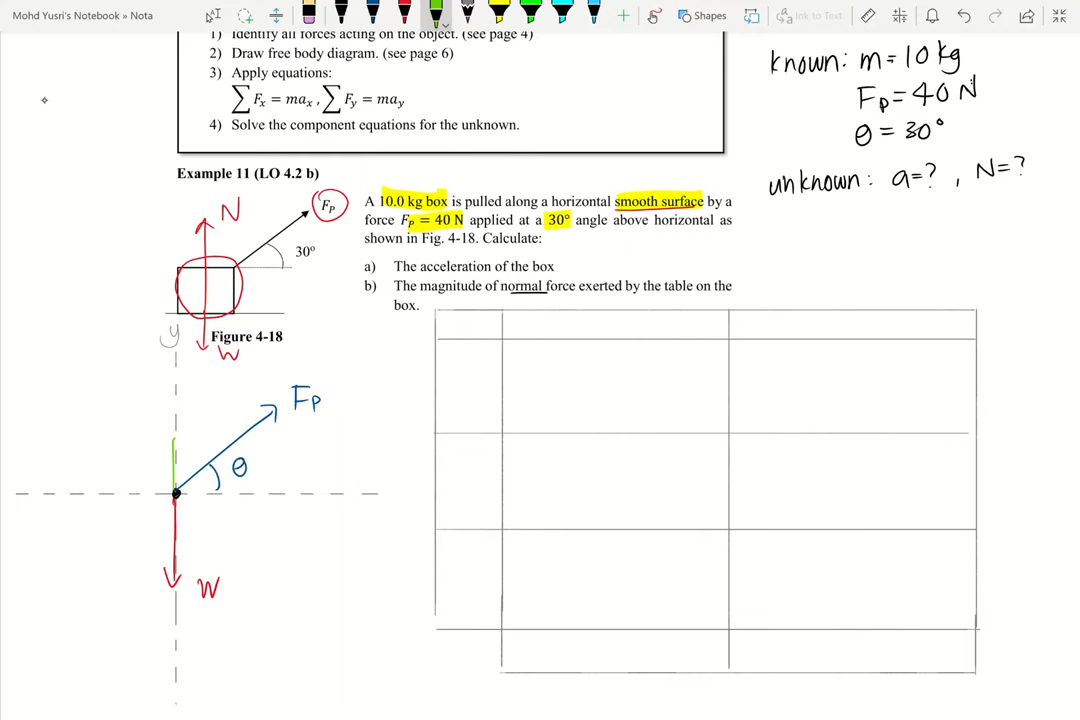 Mohd Yusri's Notebook » Nota
Shapes
Ink to Text
1) Identify all forces acting on the object. (see page 4)
2) Draw free body diagram. (see page 6)
3) Apply equations:
∑ Fx = max , ∑ Fy = may
4) Solve the component equations for the unknown.
known: m = 10 kg
Fp = 40 N
θ = 30°
unknown: a = ? , N = ?
Example 11 (LO 4.2 b)
N
FP
30°
W
y
Figure 4-18
A 10.0 kg box is pulled along a horizontal smooth surface by a
force Fp = 40 N applied at a 30° angle above horizontal as
shown in Fig. 4-18. Calculate:
a) The acceleration of the box
b) The magnitude of normal force exerted by the table on the
box.
Fp
θ
W